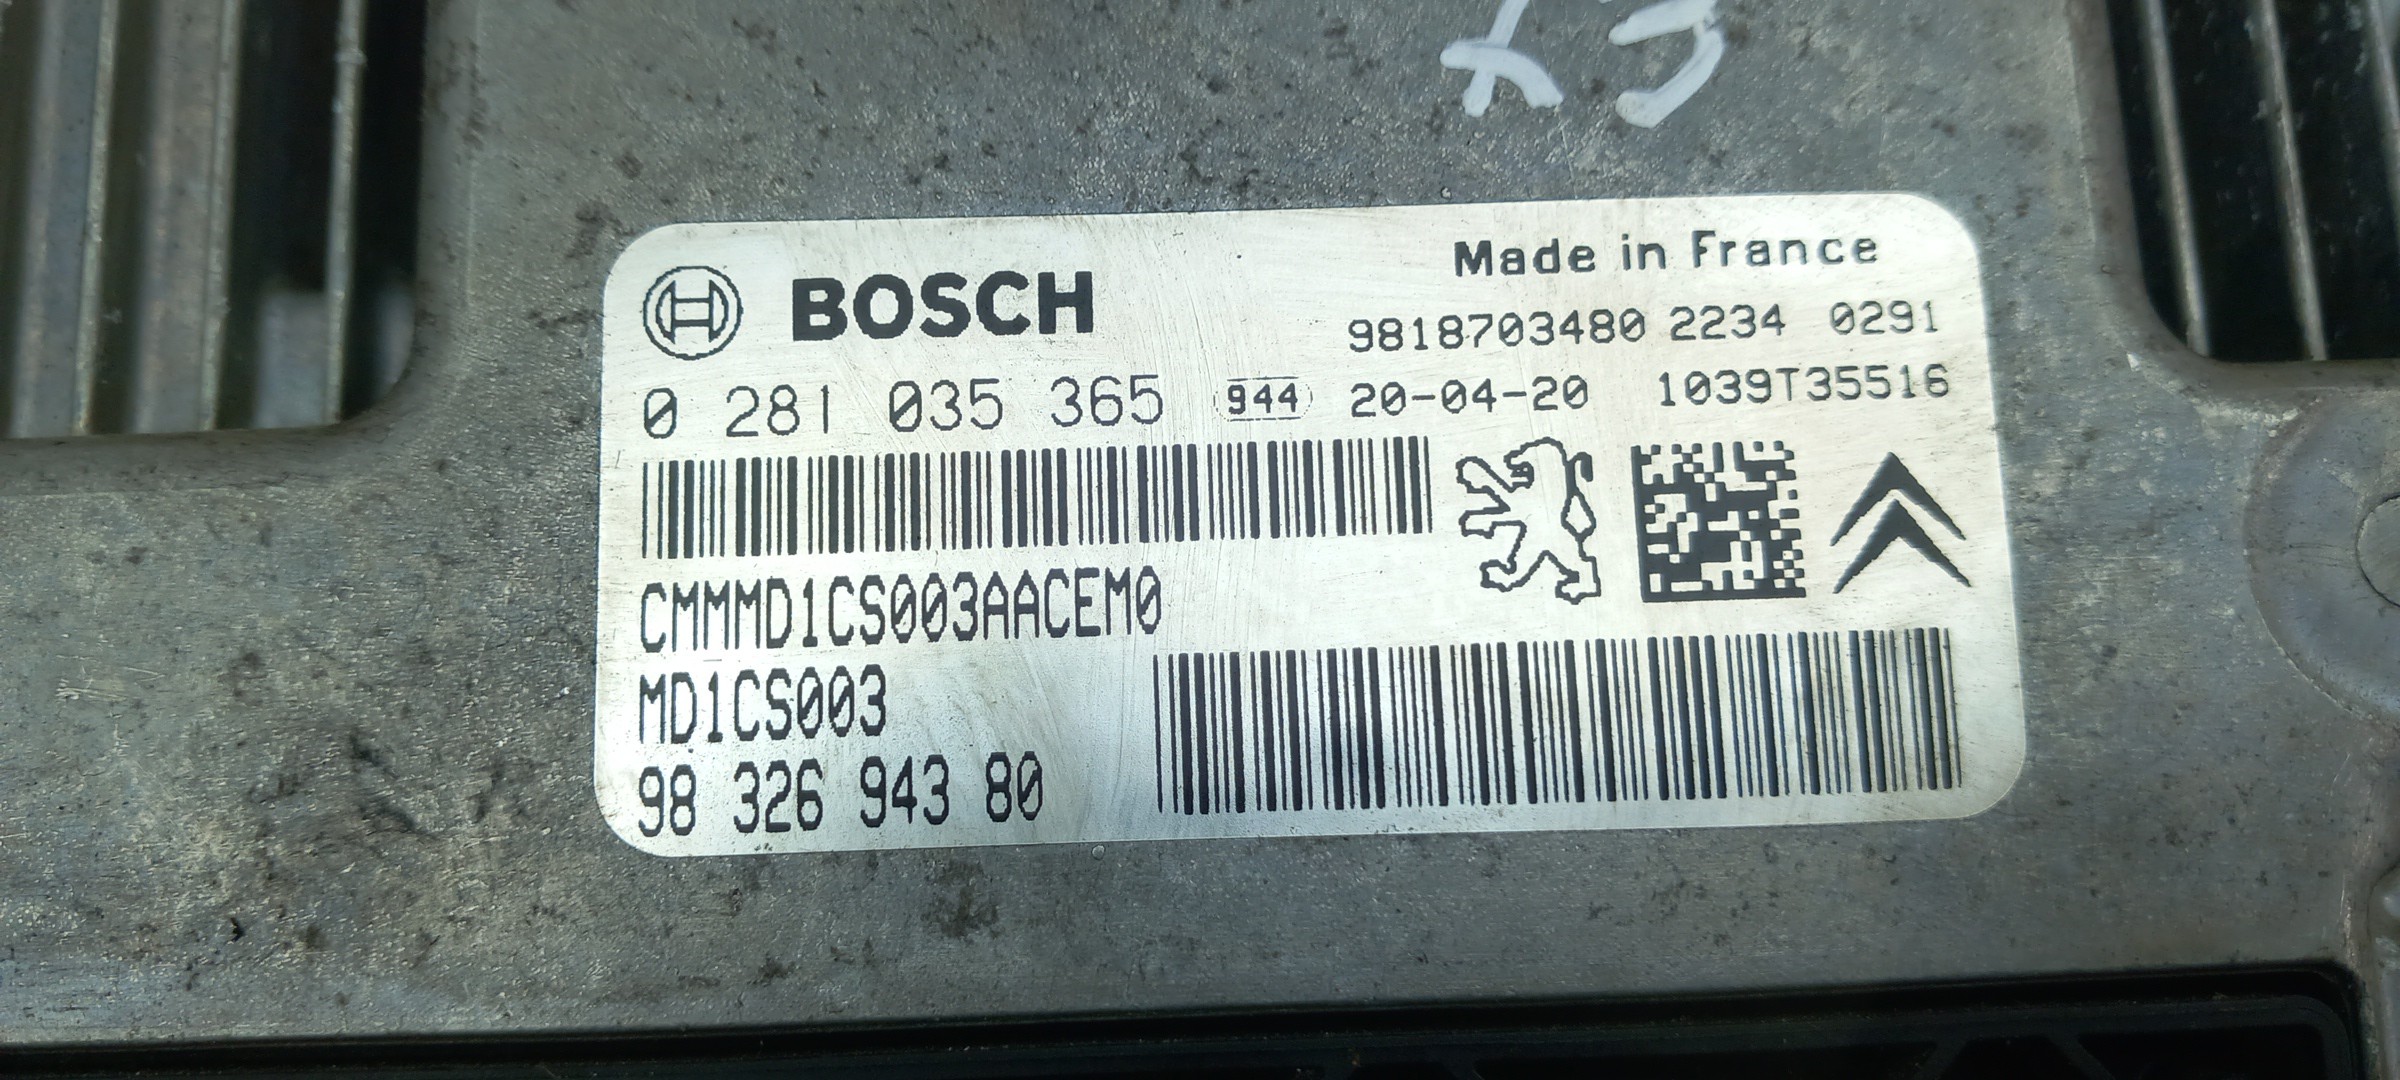 BOSCH
Made in France
9818703480 2234 0291
0 281 035 365 944 20-04-20 1039T35516
CMMMD1CS003AACEM0
MD1CS003
98 326 943 80